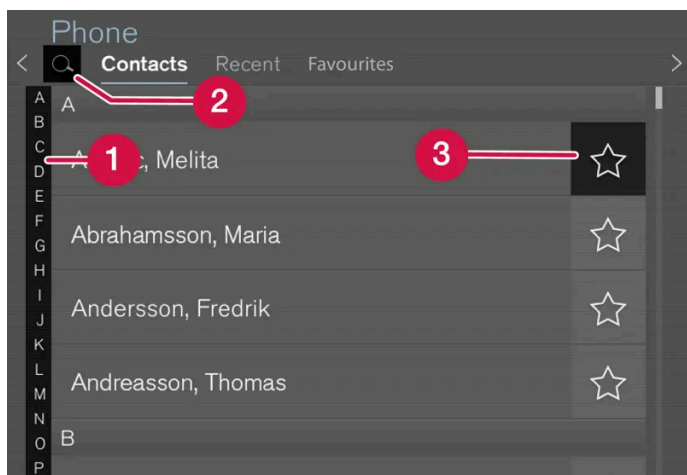 Phone
Contacts Recent Favourites
2
A
B
C
D
E
F
G
H
I
J
K
L
M
N
O
P
A
1
Melita
3
Abrahamsson, Maria
Andersson, Fredrik
Andreasson, Thomas
B